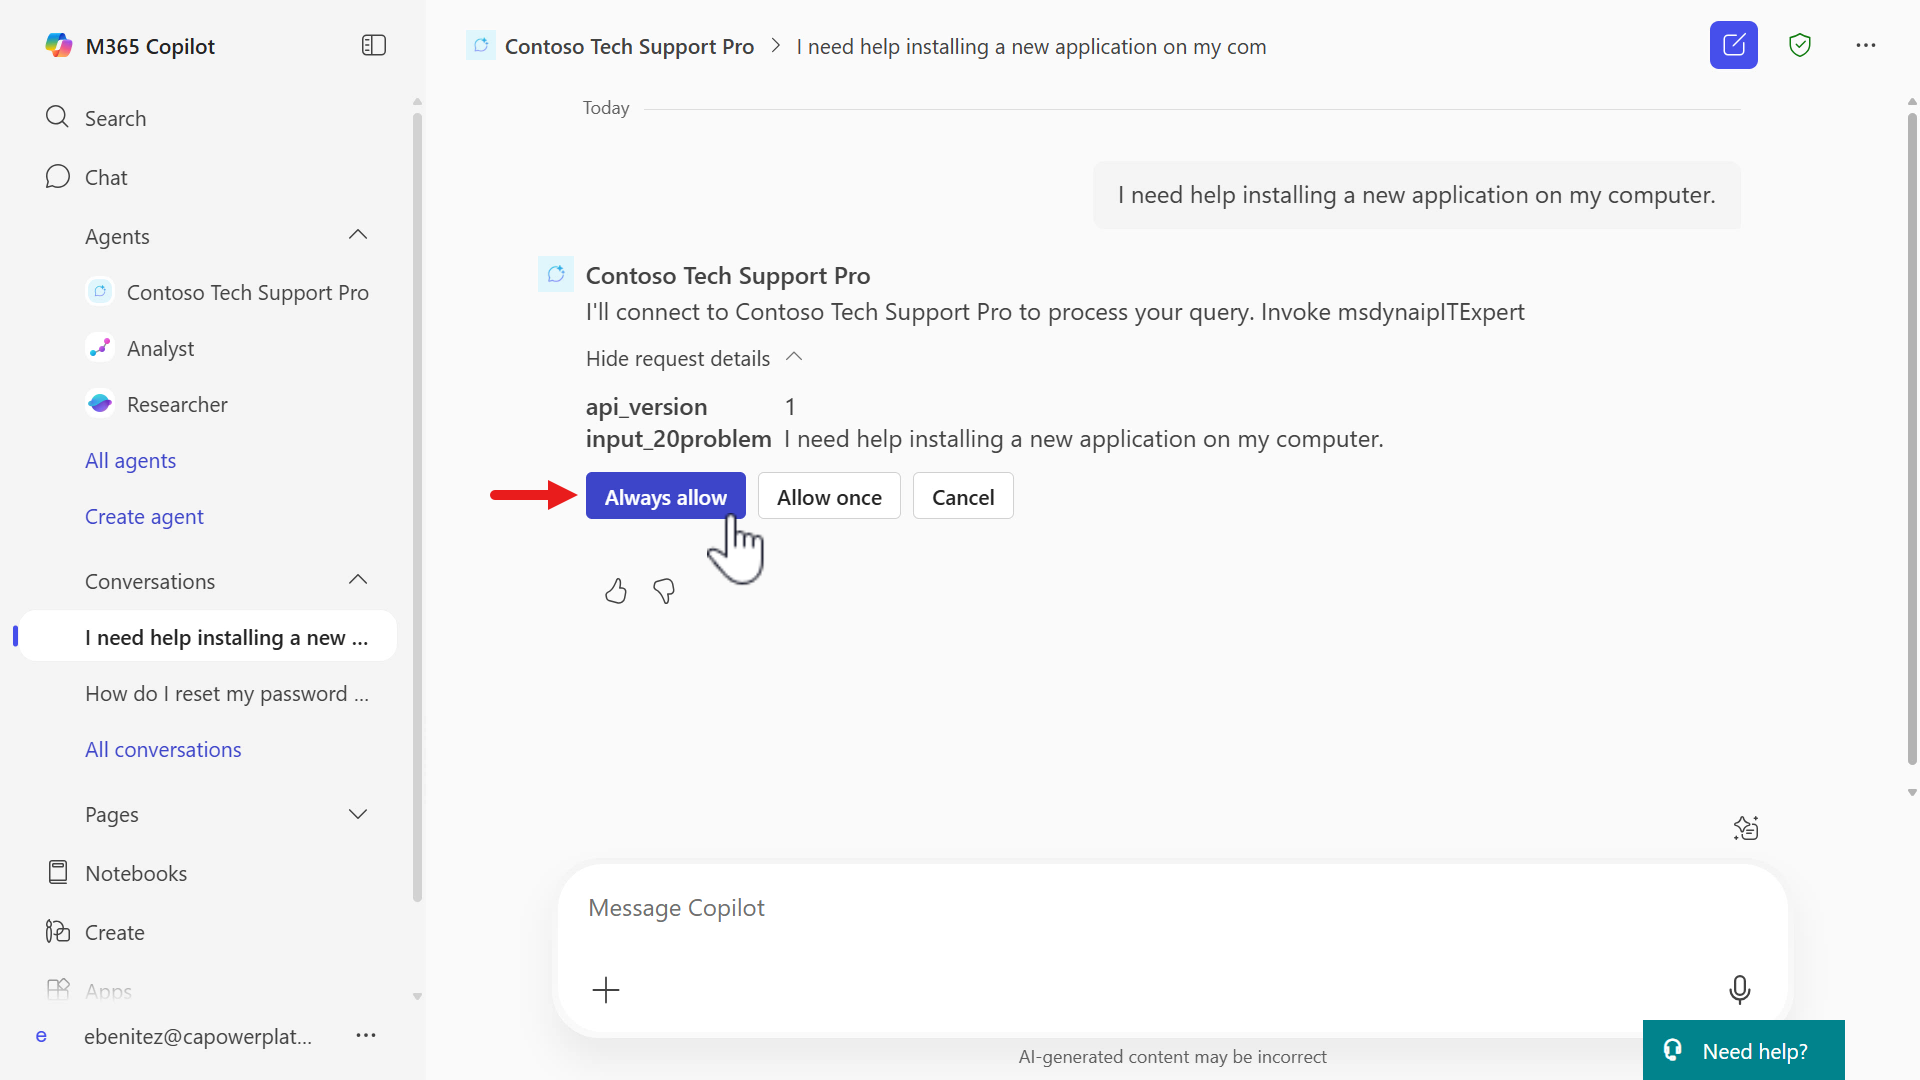 M365 Copilot
Search
Chat
Agents
Contoso Tech Support Pro
Analyst
Researcher
All agents
Create agent
Conversations
I need help installing a new ...
How do I reset my password ...
All conversations
Pages
Notebooks
Create
Apps
e
ebenitez@capowerplat...
Contoso Tech Support Pro > I need help installing a new application on my com
Today
I need help installing a new application on my computer.
Contoso Tech Support Pro
I'll connect to Contoso Tech Support Pro to process your query. Invoke msdynaipITExpert
Hide request details
api_version 1
input_20problem I need help installing a new application on my computer.
Always allow
Allow once
Cancel
Message Copilot
AI-generated content may be incorrect
Need help?